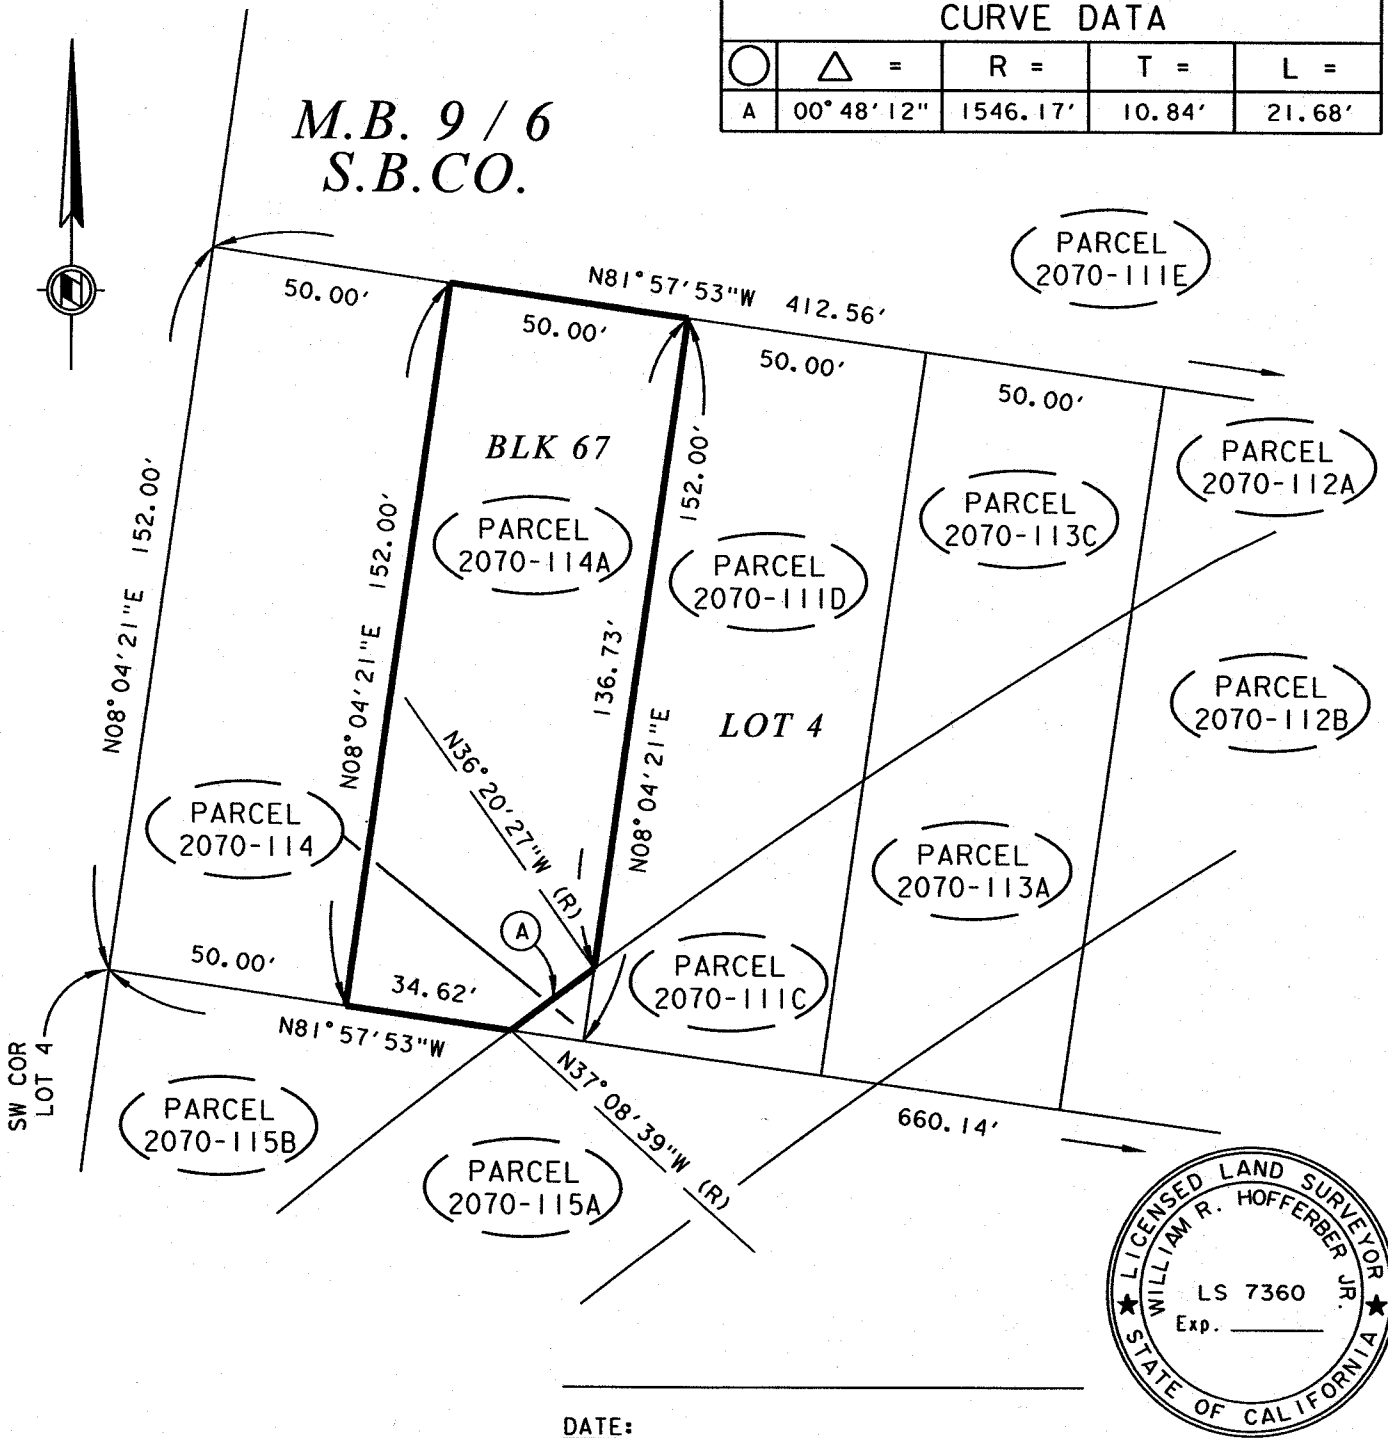 CURVE DATA
△ = R = T = L =
A 00°48'12" 1546.17' 10.84' 21.68'
M.B. 9 / 6
S.B.CO.
PARCEL
2070-111E
N81°57'53"W 412.56'
50.00'
50.00'
50.00'
50.00'
BLK 67
PARCEL
2070-112A
PARCEL
2070-114A
PARCEL
2070-113C
PARCEL
2070-111D
N08°04'21"E 152.00'
N08°04'21"E 152.00'
152.00'
136.73'
N08°04'21"E
LOT 4
PARCEL
2070-112B
N36°20'27"W (R)
PARCEL
2070-114
PARCEL
2070-113A
A
50.00'
34.62'
PARCEL
2070-111C
N81°57'53"W
SW COR
LOT 4
N37°08'39"W (R)
660.14'
PARCEL
2070-115B
PARCEL
2070-115A
LICENSED LAND SURVEYOR
WILLIAM R. HOFFERBER JR.
LS 7360
Exp.
STATE OF CALIFORNIA
DATE: